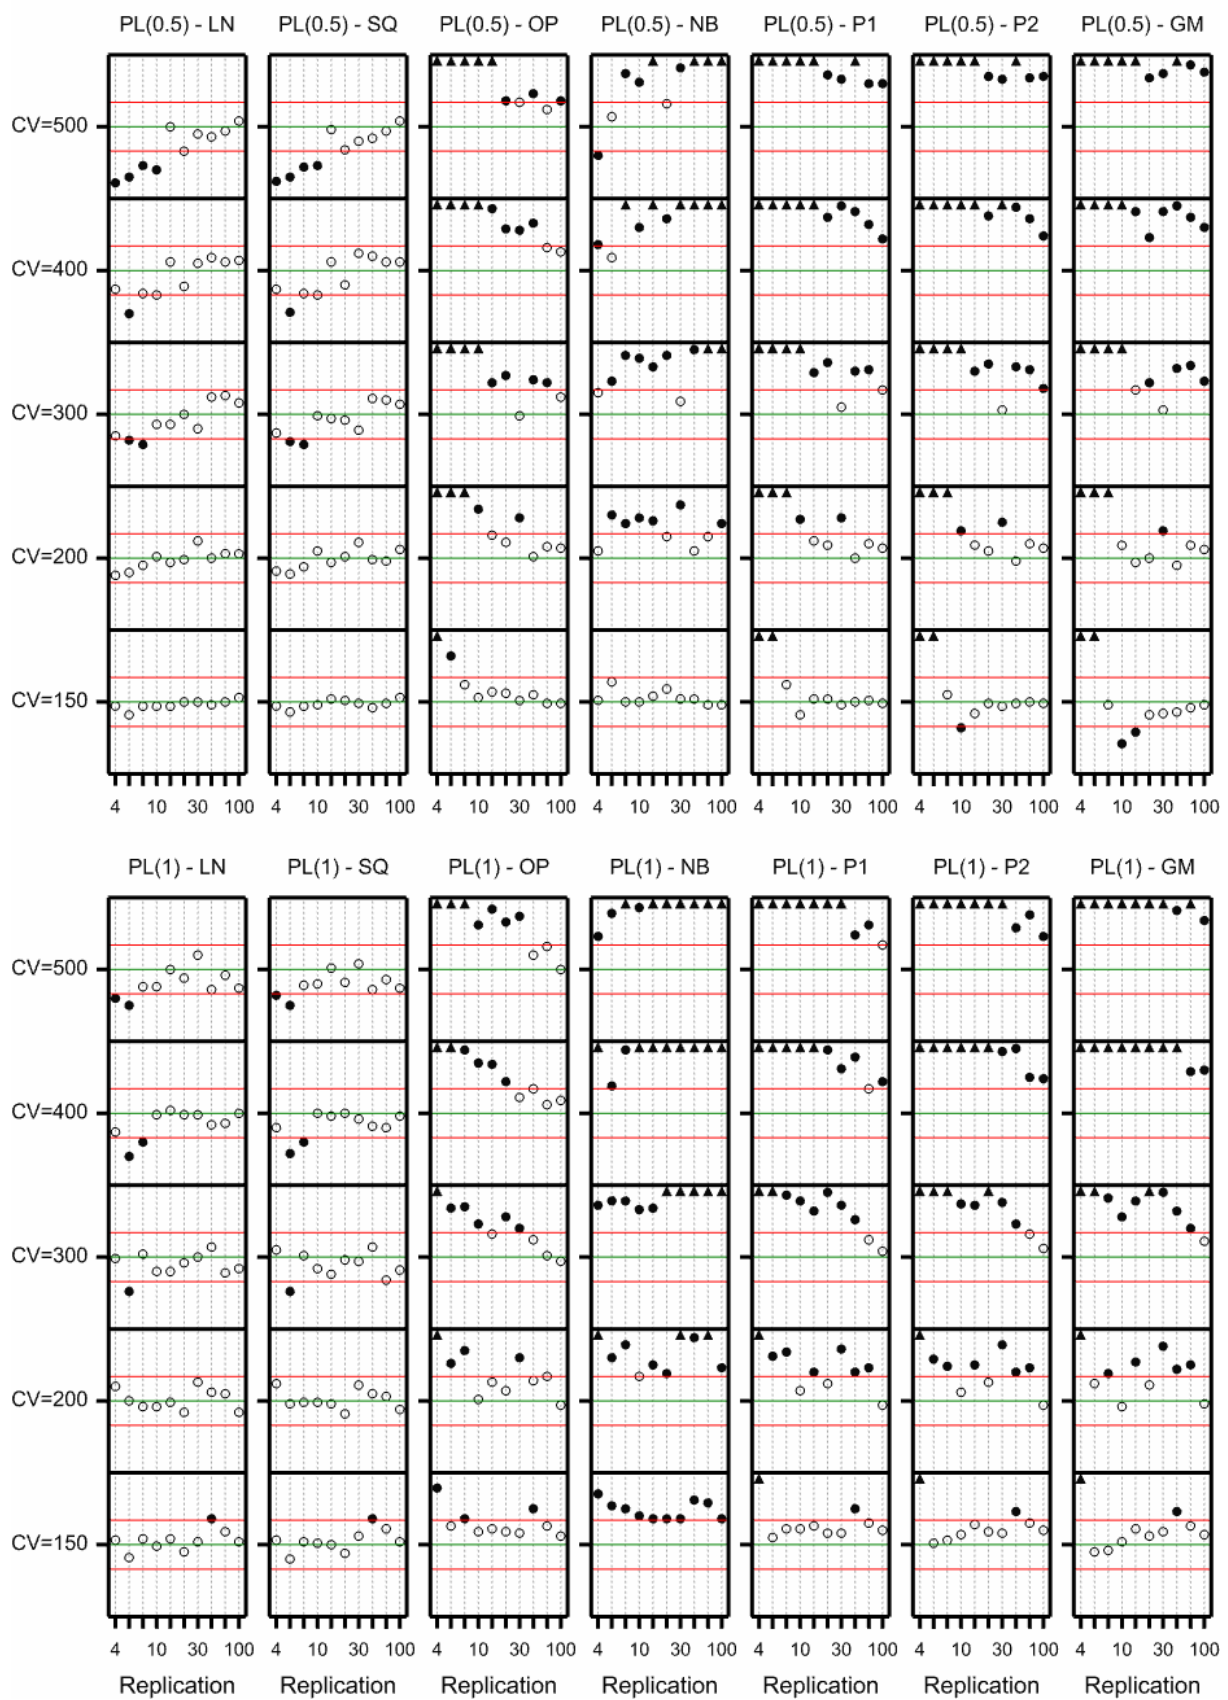 PL(0.5) - LN PL(0.5) - SQ PL(0.5) - OP PL(0.5) - NB PL(0.5) - P1 PL(0.5) - P2 PL(0.5) - GM
CV=500
CV=400
CV=300
CV=200
CV=150
4 10 30 100 4 10 30 100 4 10 30 100 4 10 30 100 4 10 30 100 4 10 30 100 4 10 30 100
PL(1) - LN PL(1) - SQ PL(1) - OP PL(1) - NB PL(1) - P1 PL(1) - P2 PL(1) - GM
CV=500
CV=400
CV=300
CV=200
CV=150
4 10 30 100 4 10 30 100 4 10 30 100 4 10 30 100 4 10 30 100 4 10 30 100 4 10 30 100
Replication Replication Replication Replication Replication Replication Replication